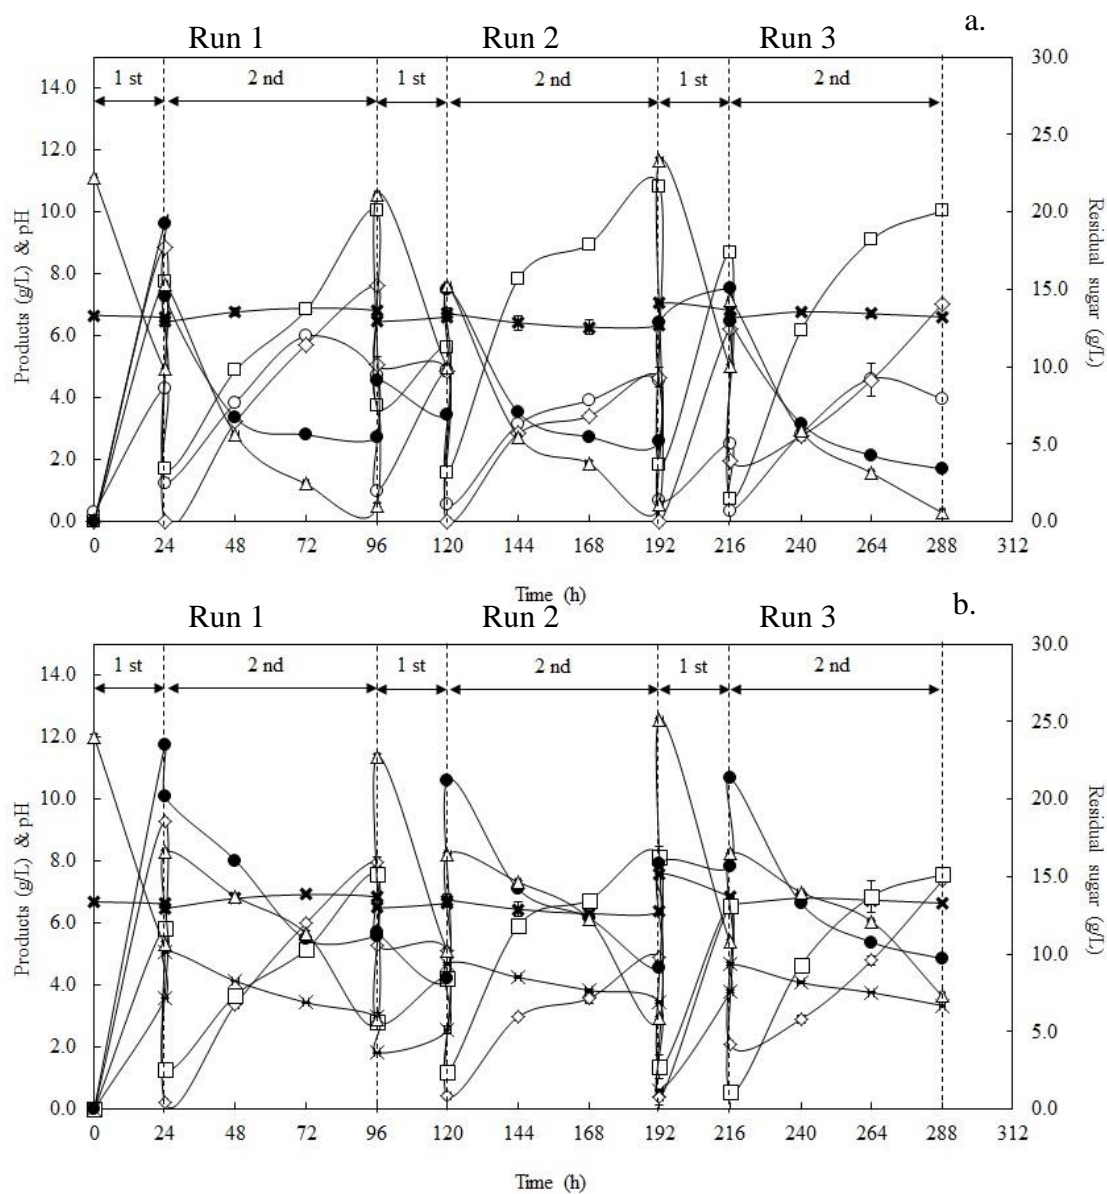 a.
Run 1 Run 2 Run 3
30.0
1 st 2 nd 1 st 2 nd 1 st 2 nd
14.0
25.0
12.0
20.0
10.0
8.0
15.0
6.0
10.0
4.0
5.0
2.0
0.0 0.0
Products (g/L) & pH
Residual sugar (g/L)
0 24 48 72 96 120 144 168 192 216 240 264 288 312
Time (h)
b.
Run 1 Run 2 Run 3
30.0
1 st 2 nd 1 st 2 nd 1 st 2 nd
14.0
25.0
12.0
20.0
10.0
8.0
15.0
6.0
10.0
4.0
5.0
2.0
0.0 0.0
Products (g/L) & pH
Residual sugar (g/L)
0 24 48 72 96 120 144 168 192 216 240 264 288 312
Time (h)